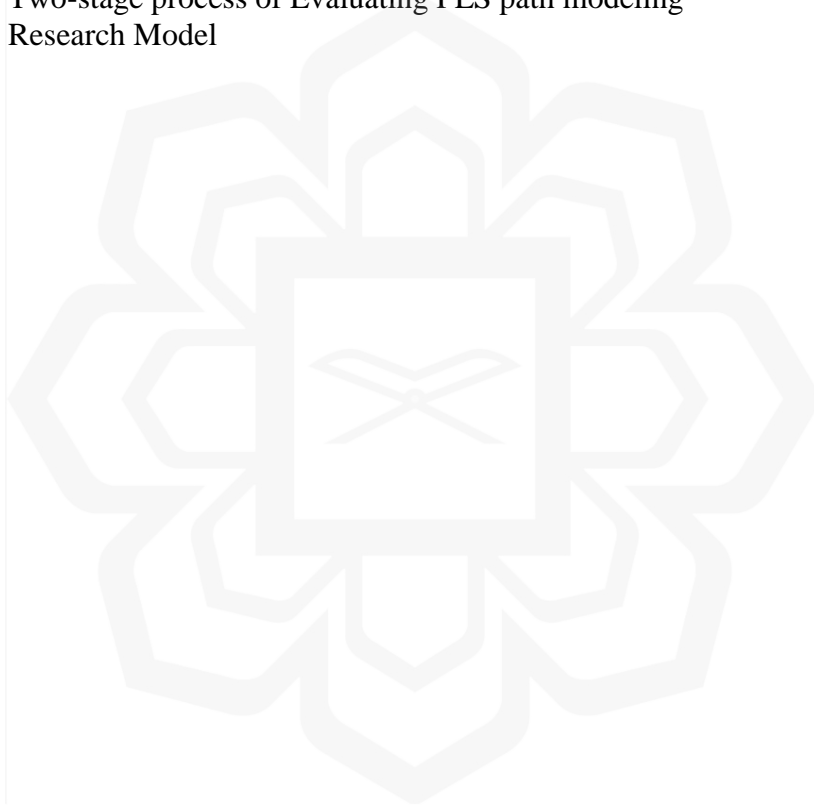 Two-stage process of Evaluating PLS path modeling
Research Model